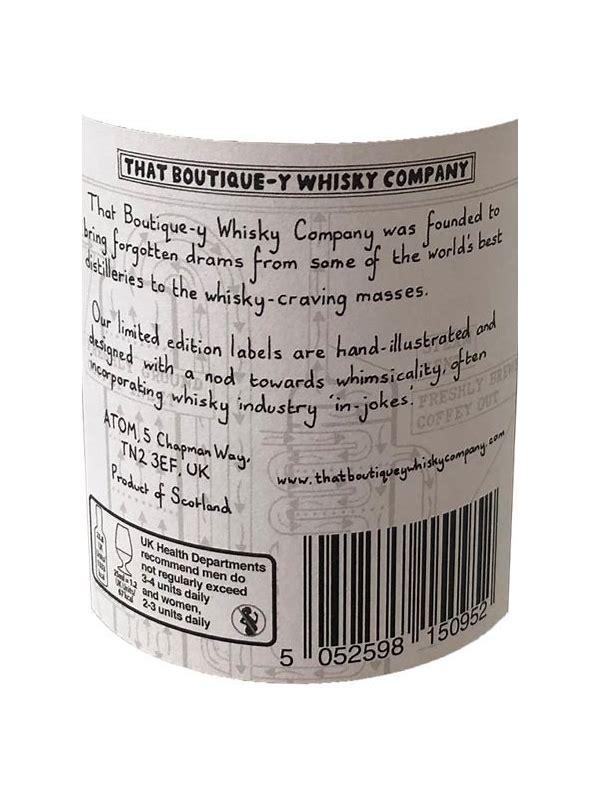 THAT BOUTIQUE-Y WHISKY COMPANY
That Boutique-y Whisky Company was founded to
bring forgotten drams from some of the world's best
distilleries to the whisky-craving masses.
Our limited edition labels are hand-illustrated and
designed with a nod towards whimsicality, often
incorporating whisky industry 'in-jokes.'
FRESHLY
COFFEY OUT
ATOM, 5 Chapman Way,
TN2 3EF, UK
Product of Scotland
www.thatboutiqueywhiskycompany.com
UK Health Departments
recommend men do
not regularly exceed
3-4 units daily
and women,
2-3 units daily
25ml = 1.2
5 052598 150952